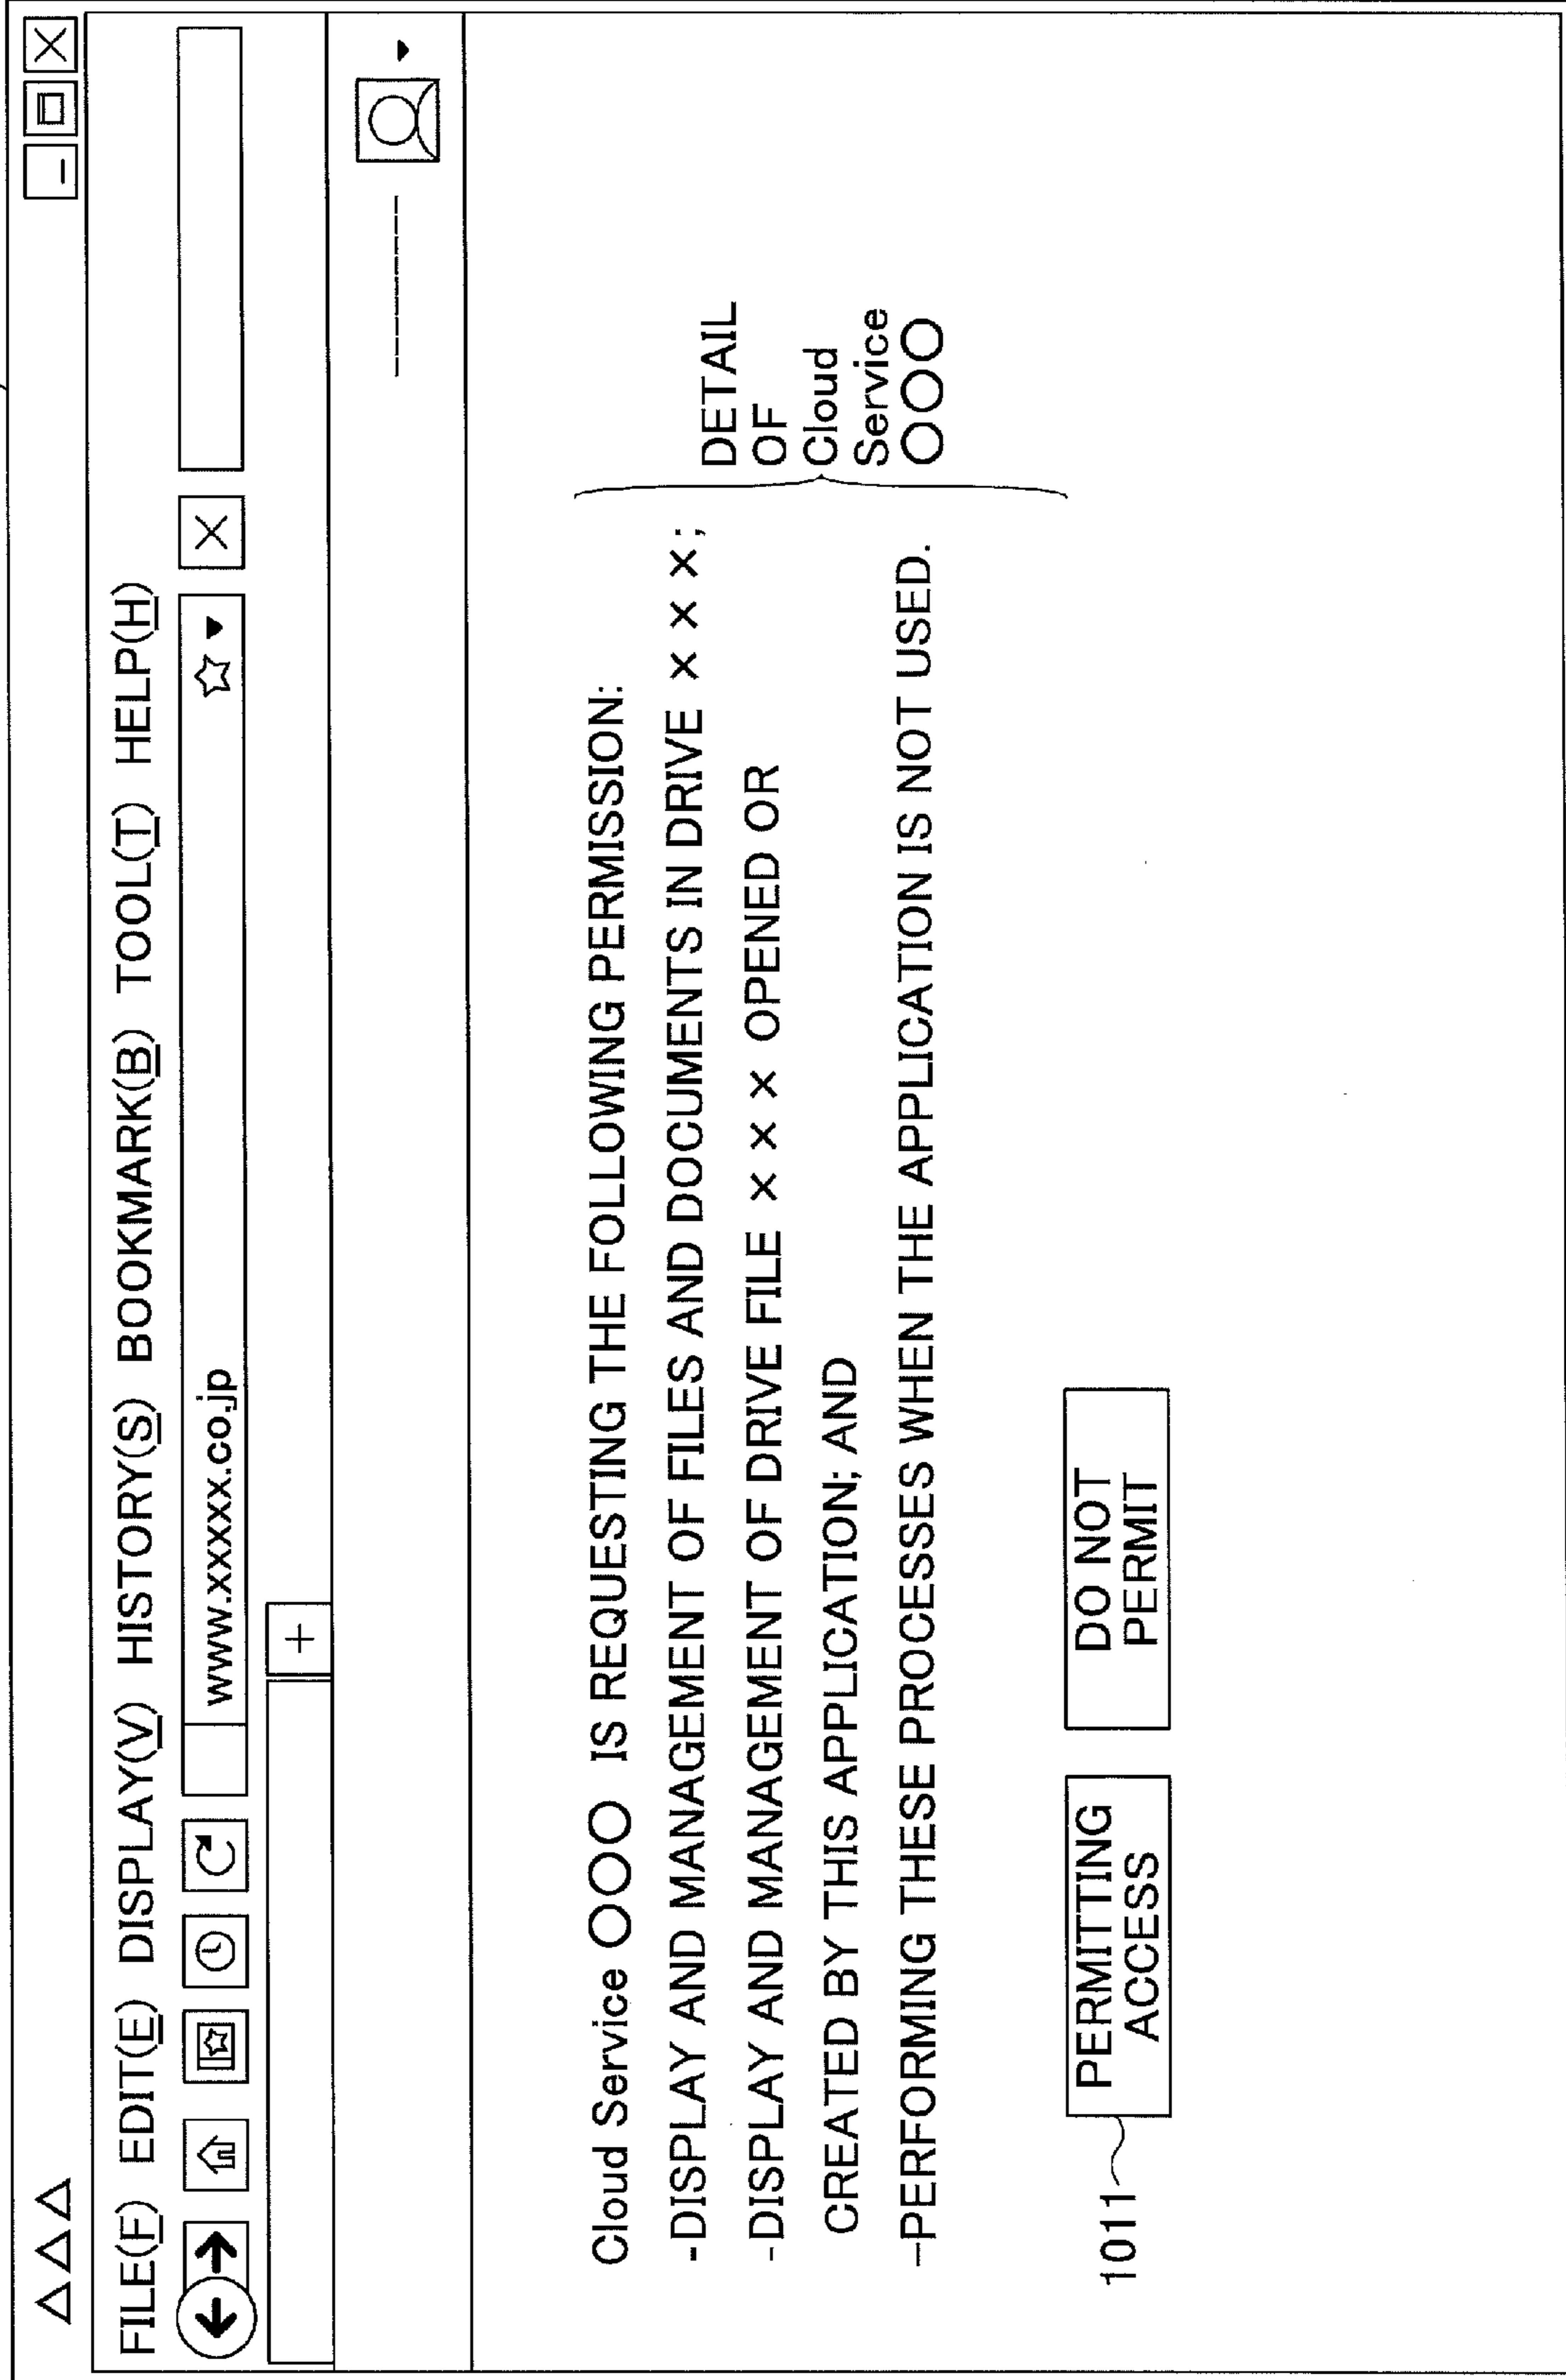 △△△
FILE(F) EDIT(E) DISPLAY(V) HISTORY(S) BOOKMARK(B) TOOL(T) HELP(H)
www.xxxxx.co.jp
Cloud Service ○○○ IS REQUESTING THE FOLLOWING PERMISSION:
-DISPLAY AND MANAGEMENT OF FILES AND DOCUMENTS IN DRIVE ×××;
-DISPLAY AND MANAGEMENT OF DRIVE FILE ××× OPENED OR
CREATED BY THIS APPLICATION; AND
-PERFORMING THESE PROCESSES WHEN THE APPLICATION IS NOT USED.
DETAIL
OF
Cloud
Service
○○○
1011
PERMITTING
ACCESS
DO NOT
PERMIT